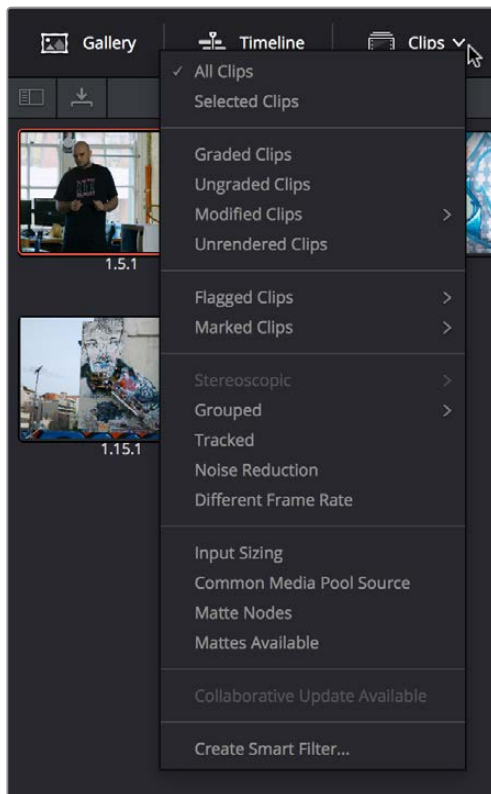 Gallery
Timeline
Clips
✓ All Clips
Selected Clips
Graded Clips
Ungraded Clips
Modified Clips >
Unrendered Clips
Flagged Clips >
Marked Clips >
Stereoscopic >
Grouped >
Tracked
Noise Reduction
Different Frame Rate
Input Sizing
Common Media Pool Source
Matte Nodes
Mattes Available
Collaborative Update Available
Create Smart Filter...
1.5.1
1.15.1